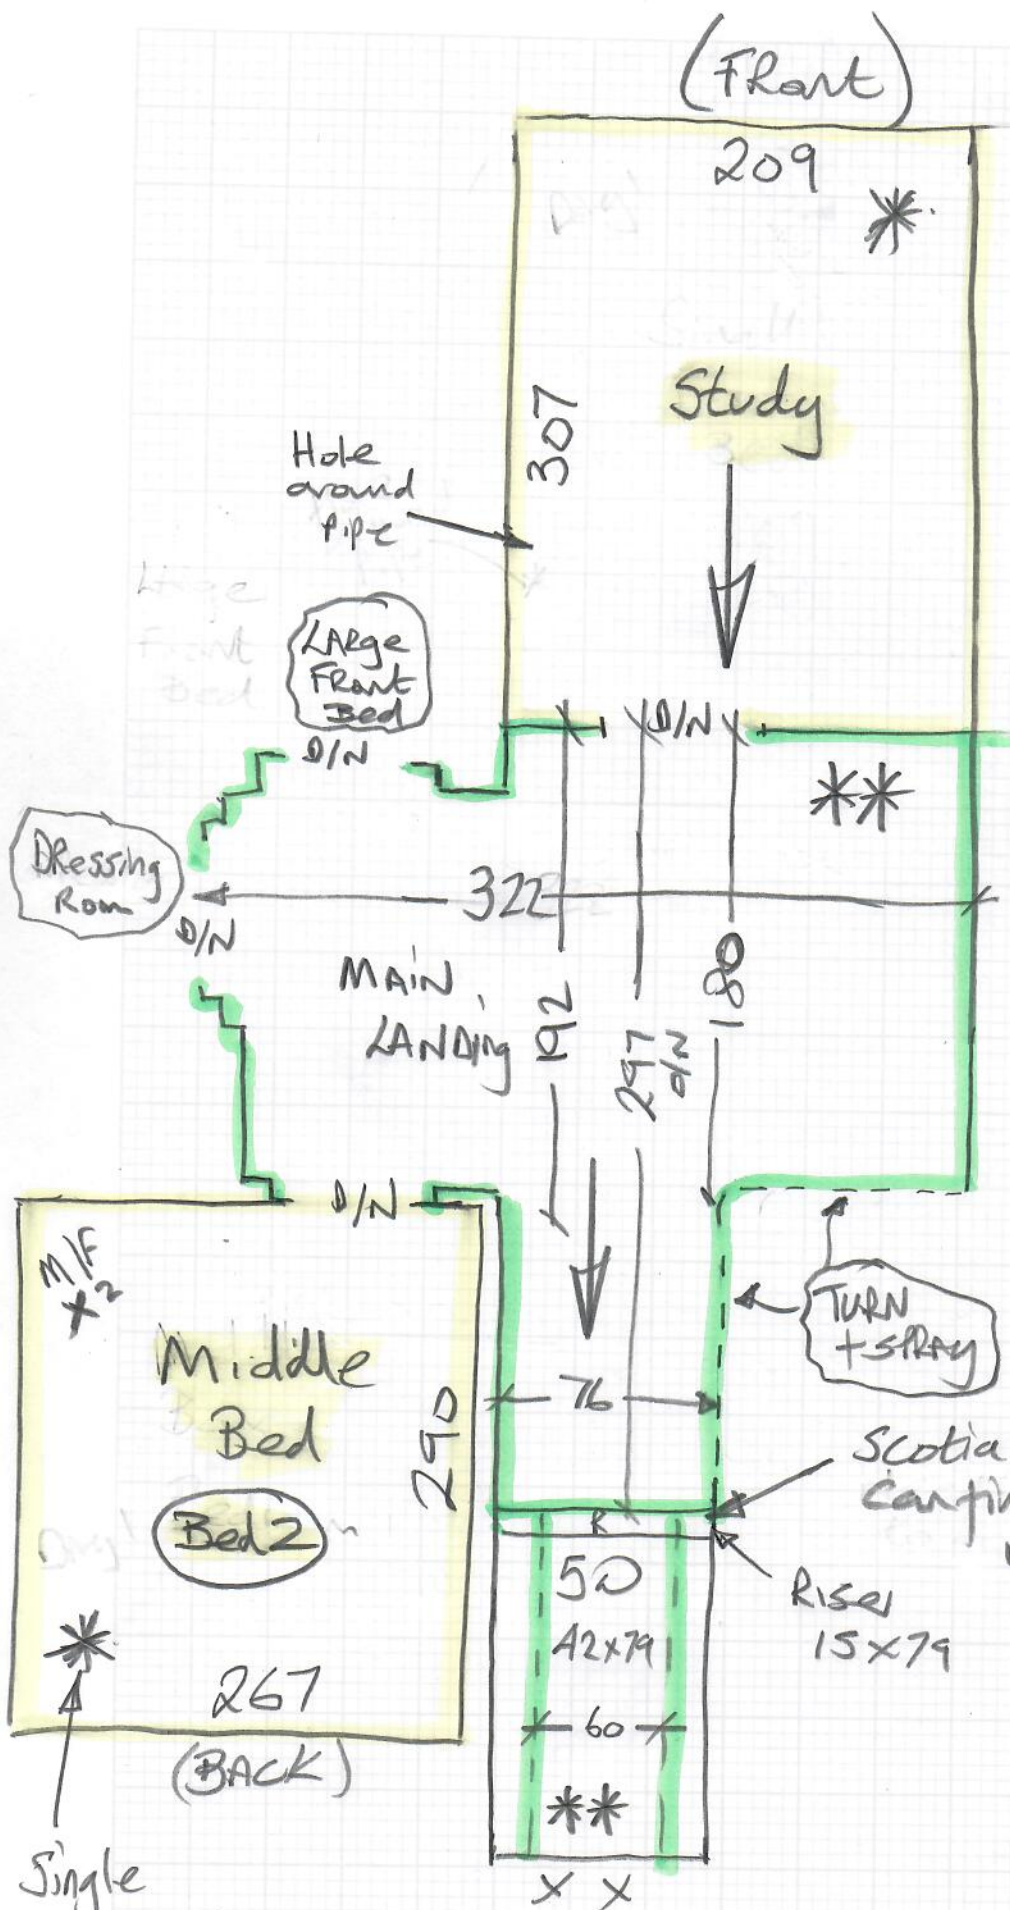 (FRont)
209
*
Study
307
Hole
around
pipe
LARge
FRont
Bed
D/N
D/N
**
DRessing
Room
322
D/N
MAIN
LANDing
192
297
D/N
180
D/N
M/F
x2
Middle
Bed
290
Bed 2
*
267
(BACK)
Single
TURN
+ SPRAY
76
Scotia
R
50
42x79
Riser
15x79
60
**
X X